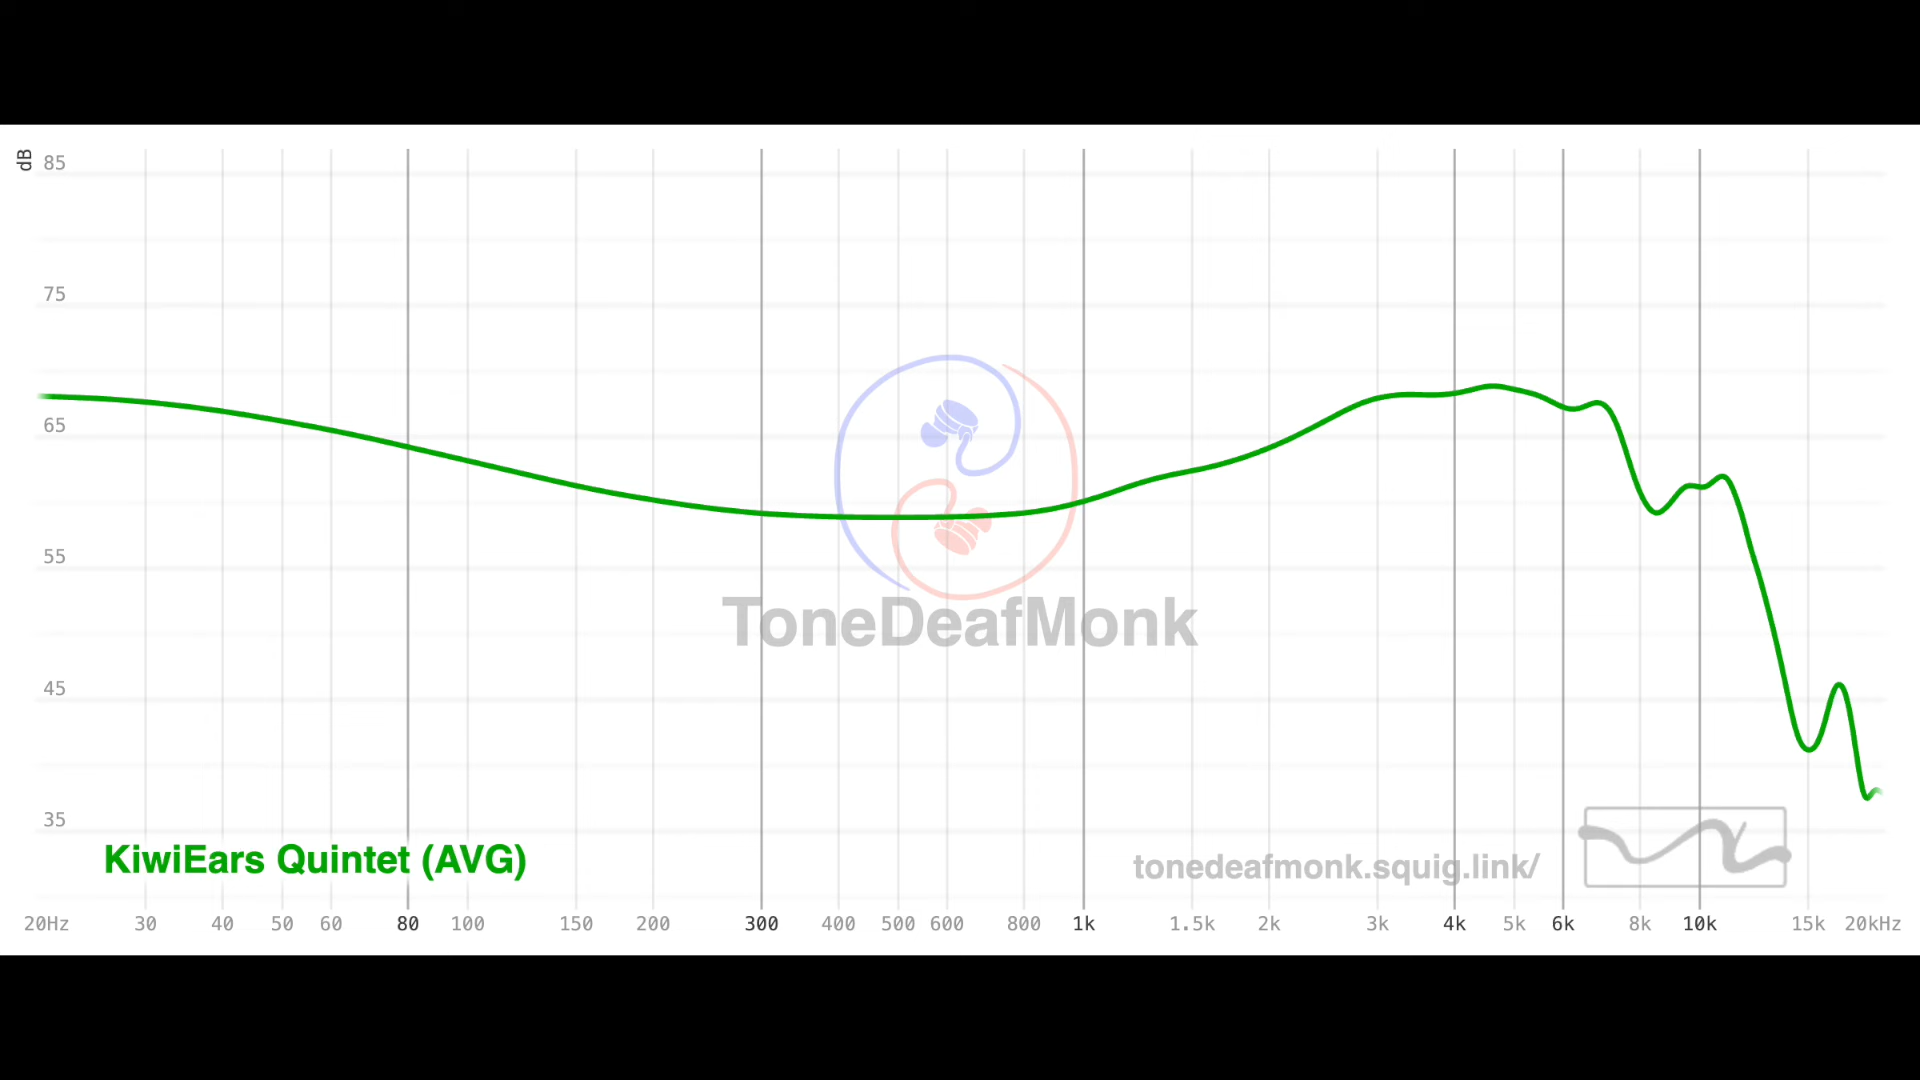 dB
85
75
65
55
45
35
ToneDeafMonk
KiwiEars Quintet (AVG)
tonedeafmonk.squig.link/
20Hz 30 40 50 60 80 100 150 200 300 400 500 600 800 1k 1.5k 2k 3k 4k 5k 6k 8k 10k 15k 20kHz